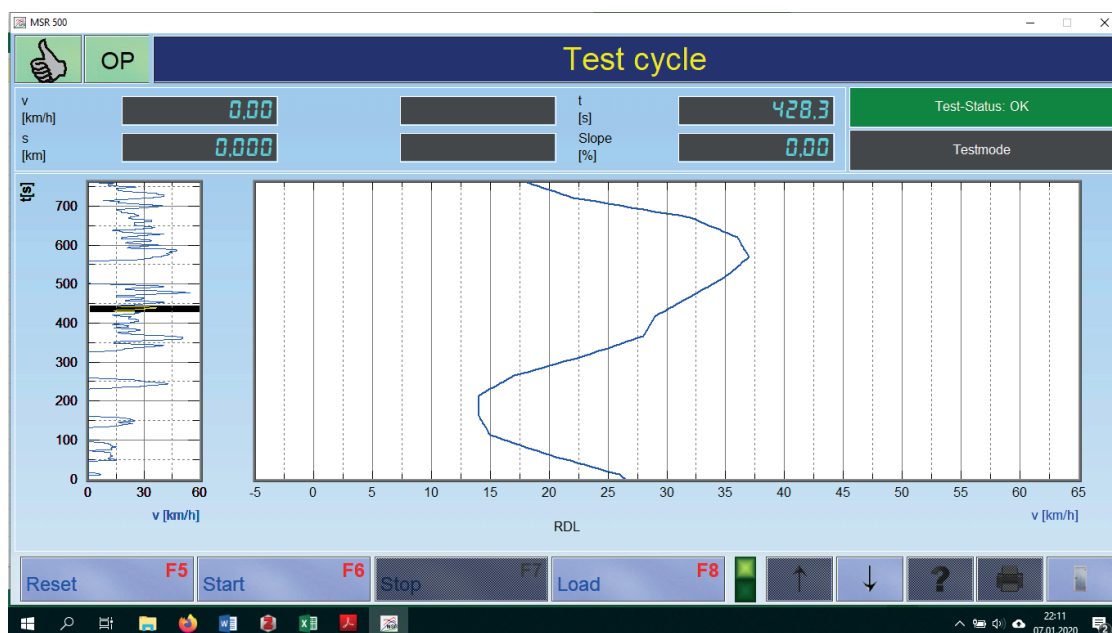 MSR 500
OP
Test cycle
v
[km/h]
0,00
t
[s]
428,3
Test-Status: OK
s
[km]
0,000
Slope
[%]
0,00
Testmode
t[s]
700
600
500
400
300
200
100
0
0 30 60
v [km/h]
-5 0 5 10 15 20 25 30 35 40 45 50 55 60 65
RDL
v [km/h]
Reset F5
Start F6
Stop F7
Load F8
?
22:11
07.01.2020